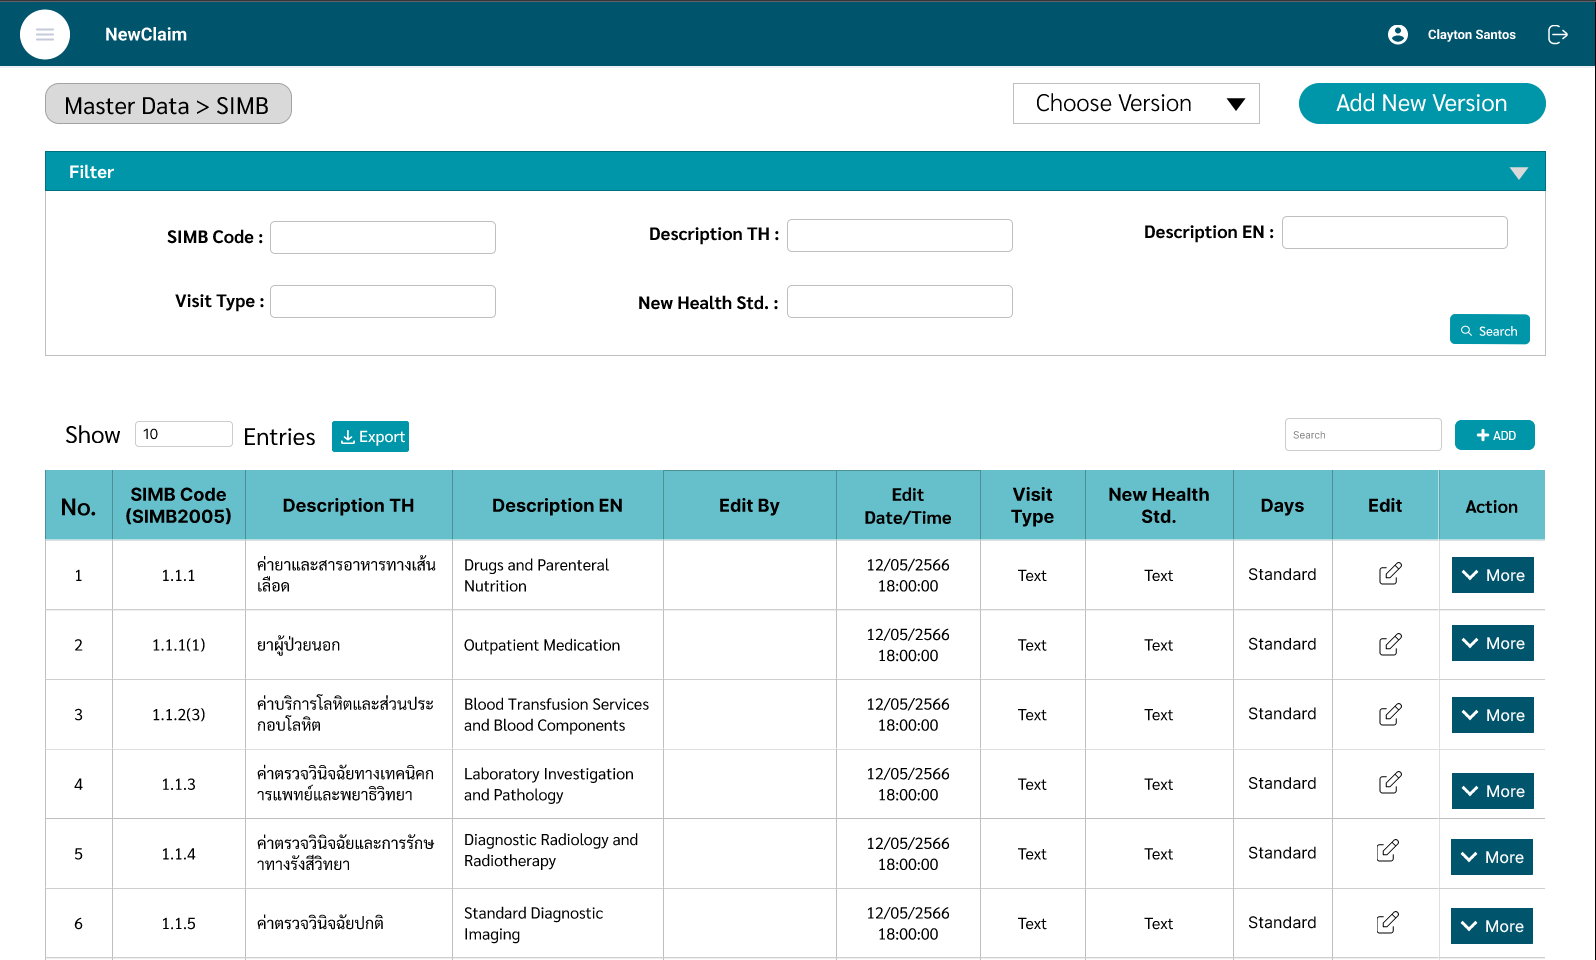 NewClaim
Clayton Santos
Master Data > SIMB
Choose Version
Add New Version
Filter
SIMB Code :
Description TH :
Description EN :
Visit Type :
New Health Std. :
Search
Show
10
Entries
Export
Search
ADD
No.
SIMB Code
(SIMB2005)
Description TH
Description EN
Edit By
Edit
Date/Time
Visit
Type
New Health
Std.
Days
Edit
Action
1
1.1.1
ค่ายาและสารอาหารทางเส้น
เลือด
Drugs and Parenteral
Nutrition
12/05/2566
18:00:00
Text
Text
Standard
More
2
1.1.1(1)
ยาผู้ป่วยนอก
Outpatient Medication
12/05/2566
18:00:00
Text
Text
Standard
More
3
1.1.2(3)
ค่าบริการโลหิตและส่วนประ
กอบโลหิต
Blood Transfusion Services
and Blood Components
12/05/2566
18:00:00
Text
Text
Standard
More
4
1.1.3
ค่าตรวจวินิจฉัยทางเทคนิคก
ารแพทย์และพยาธิวิทยา
Laboratory Investigation
and Pathology
12/05/2566
18:00:00
Text
Text
Standard
More
5
1.1.4
ค่าตรวจวินิจฉัยและการรักษ
าทางรังสีวิทยา
Diagnostic Radiology and
Radiotherapy
12/05/2566
18:00:00
Text
Text
Standard
More
6
1.1.5
ค่าตรวจวินิจฉัยปกติ
Standard Diagnostic
Imaging
12/05/2566
18:00:00
Text
Text
Standard
More